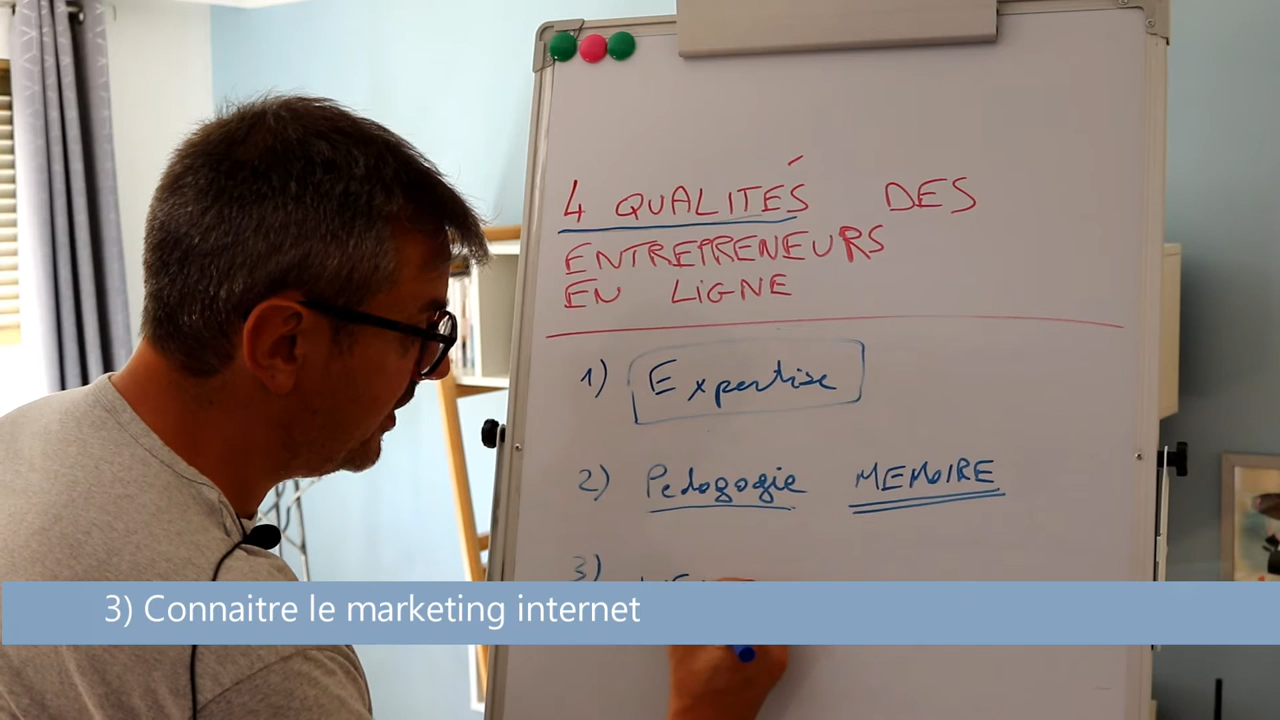 4 QUALITÉS DES
ENTREPRENEURS
EN LiGNE
1) Expertise
2) Pedagogie MEMOIRE
3)
3) Connaitre le marketing internet